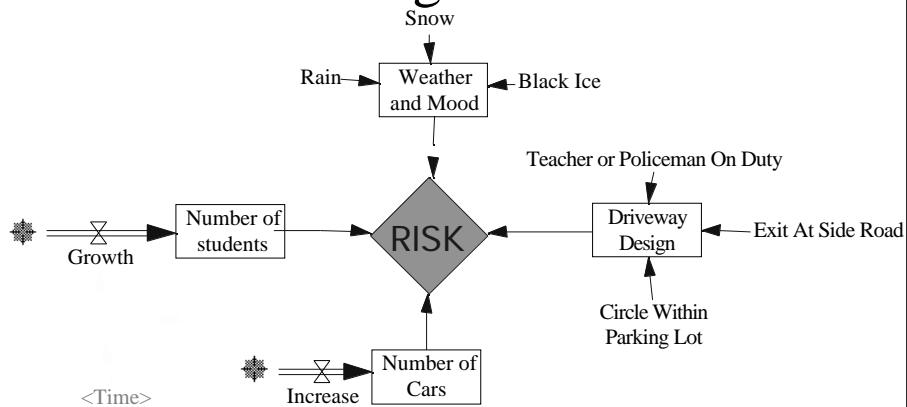 Snow
Rain
Weather
and Mood
Black Ice
Teacher or Policeman On Duty
Number of
students
Growth
RISK
Driveway
Design
Exit At Side Road
Circle Within
Parking Lot
Number of
Cars
Increase
<Time>